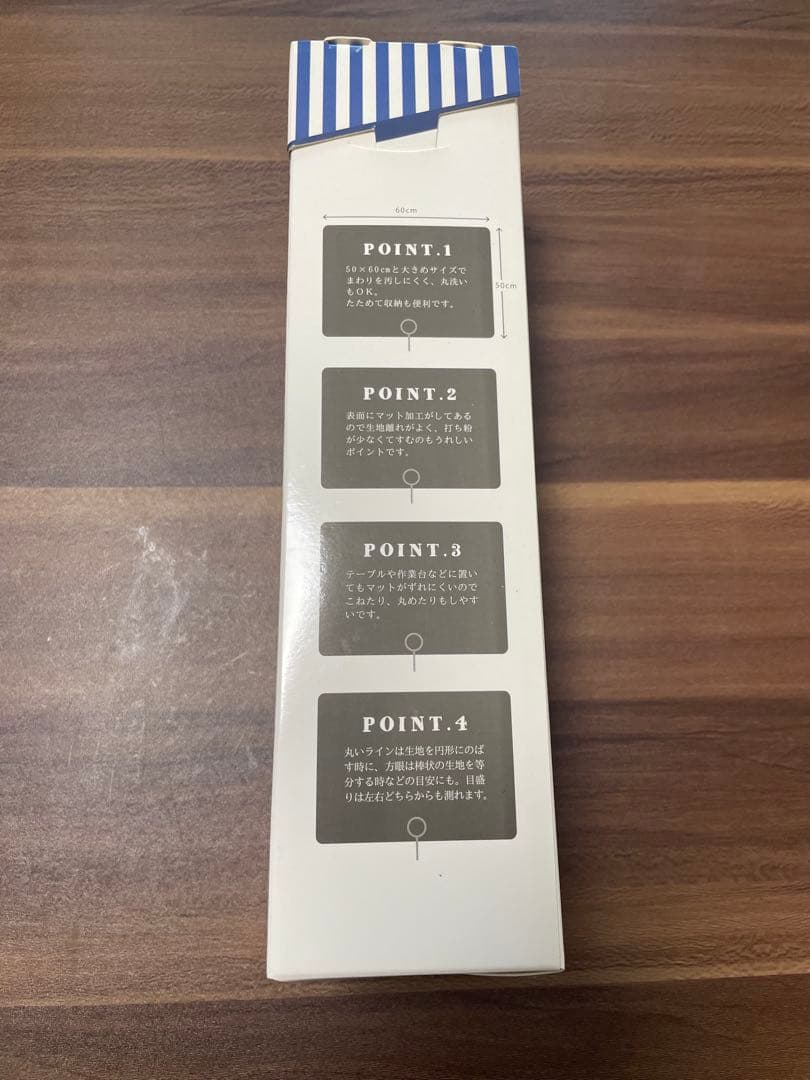 60cm
50cm
POINT.1
50×60㎝と大きめサイズで
まわりを汚しにくく、丸洗い
もOK。
たためて収納も便利です。
POINT.2
表面にマット加工がしてある
ので生地離れがよく、打ち粉
が少なくてすむのもうれしい
ポイントです。
POINT.3
テーブルや作業台などに置い
てもマットがずれにくいので
こねたり、丸めたりもしやす
いです。
POINT.4
丸いラインは生地を円形にのば
す時に、方眼は棒状の生地を等
分する時などの目安にも。目盛
りは左右どちらからも測れます。